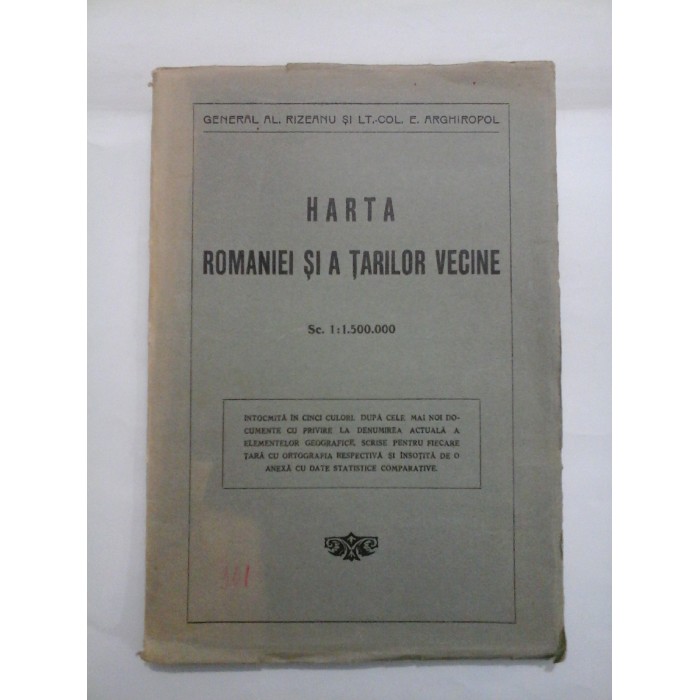 GENERAL AL. RIZEANU ȘI LT.-COL. E. ARGHIROPOL
HARTA
ROMANIEI ȘI A ȚARILOR VECINE
Sc. 1:1.500.000
INTOCMITĂ IN CINCI CULORI, DUPĂ CELE MAI NOI DO-
CUMENTE CU PRIVIRE LA DENUMIREA ACTUALĂ A
ELEMENTELOR GEOGRAFICE, SCRISE PENTRU FIECARE
ȚARĂ CU ORTOGRAFIA RESPECTIVĂ ȘI ÎNSOȚITĂ DE O
ANEXĂ CU DATE STATISTICE COMPARATIVE.